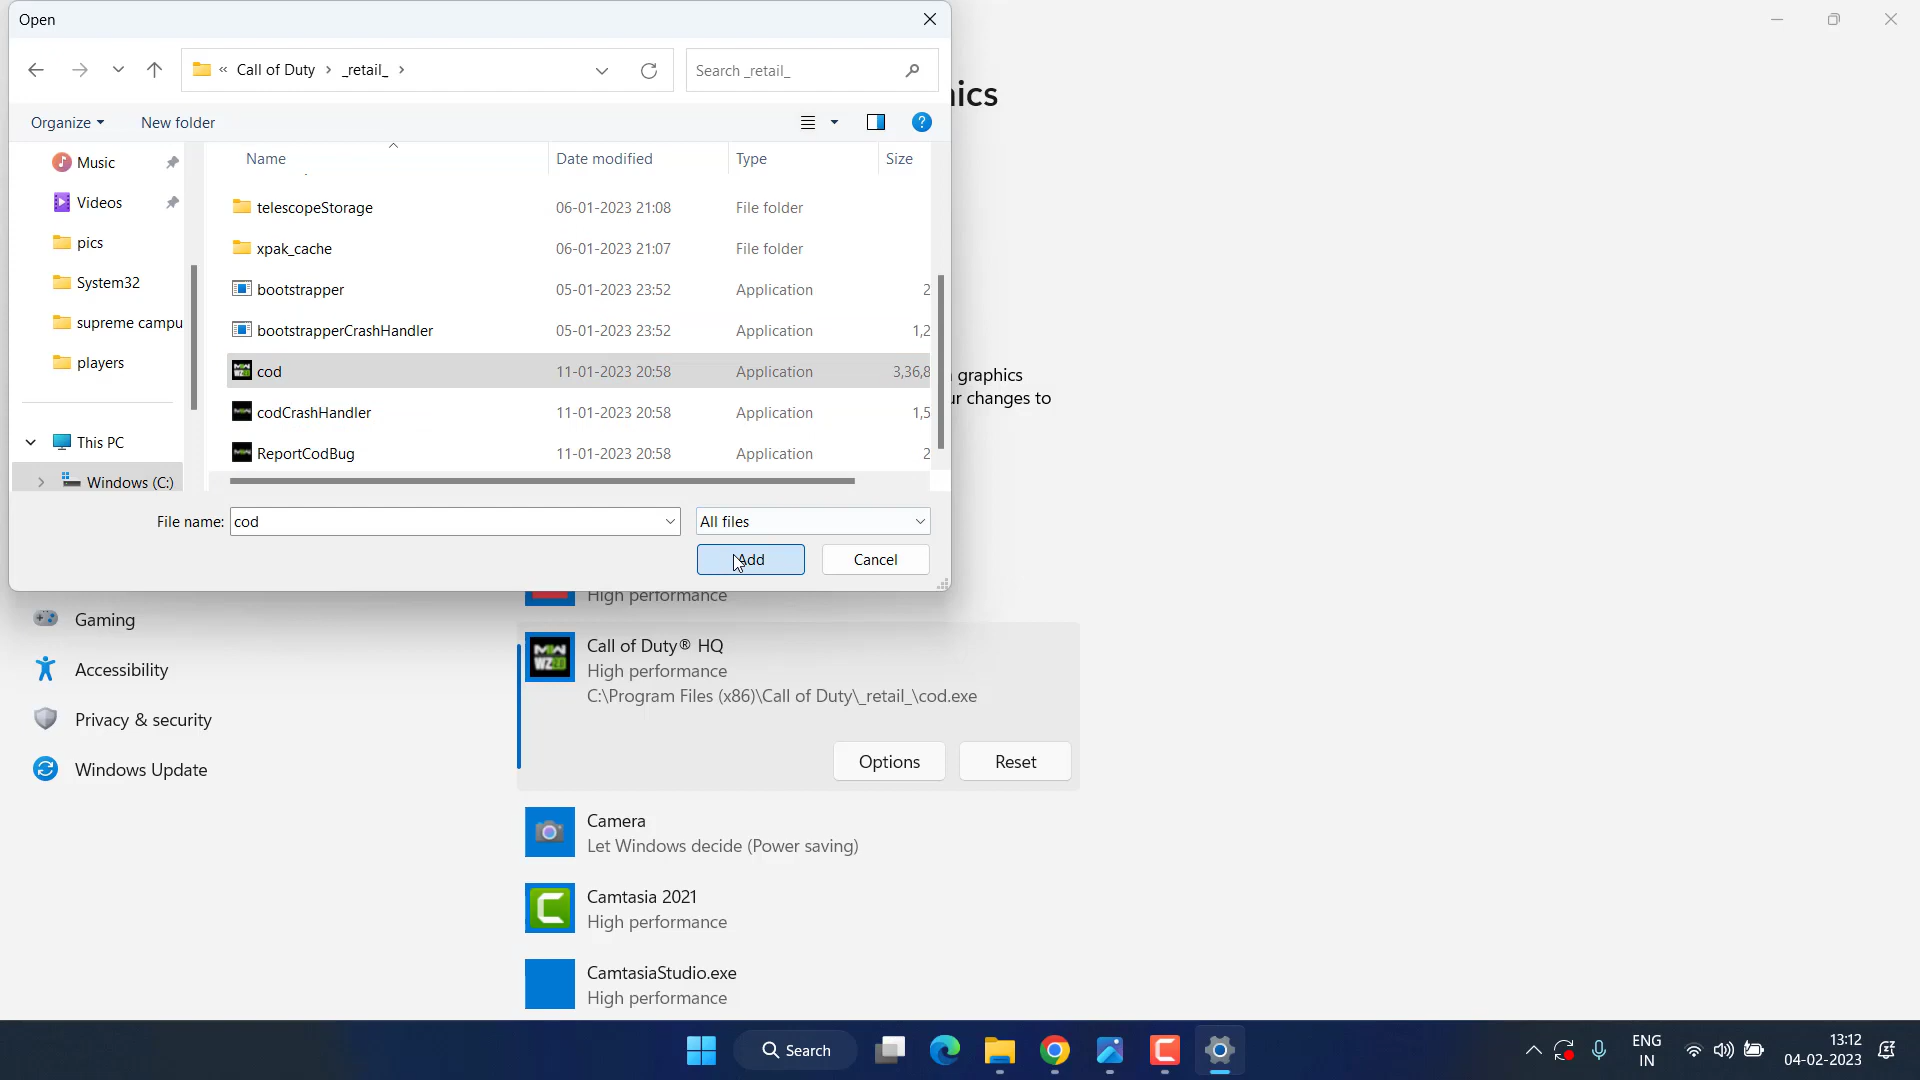 Open
« Call of Duty › _retail_ ›
Search _retail_
Organize
New folder
Name
Date modified
Type
Size
Music
Videos
pics
System32
supreme campu
players
This PC
Windows (C:)
telescopeStorage 06-01-2023 21:08 File folder
xpak_cache 06-01-2023 21:07 File folder
bootstrapper 05-01-2023 23:52 Application 2
bootstrapperCrashHandler 05-01-2023 23:52 Application 1,2
cod 11-01-2023 20:58 Application 3,36,8
codCrashHandler 11-01-2023 20:58 Application 1,5
ReportCodBug 11-01-2023 20:58 Application 2
File name: cod
All files
Add
Cancel
ics
graphics
ur changes to
Gaming
Accessibility
Privacy & security
Windows Update
High performance
Call of Duty® HQ
High performance
C:\Program Files (x86)\Call of Duty\_retail_\cod.exe
Options
Reset
Camera
Let Windows decide (Power saving)
Camtasia 2021
High performance
CamtasiaStudio.exe
High performance
Search
ENG
IN
13:12
04-02-2023